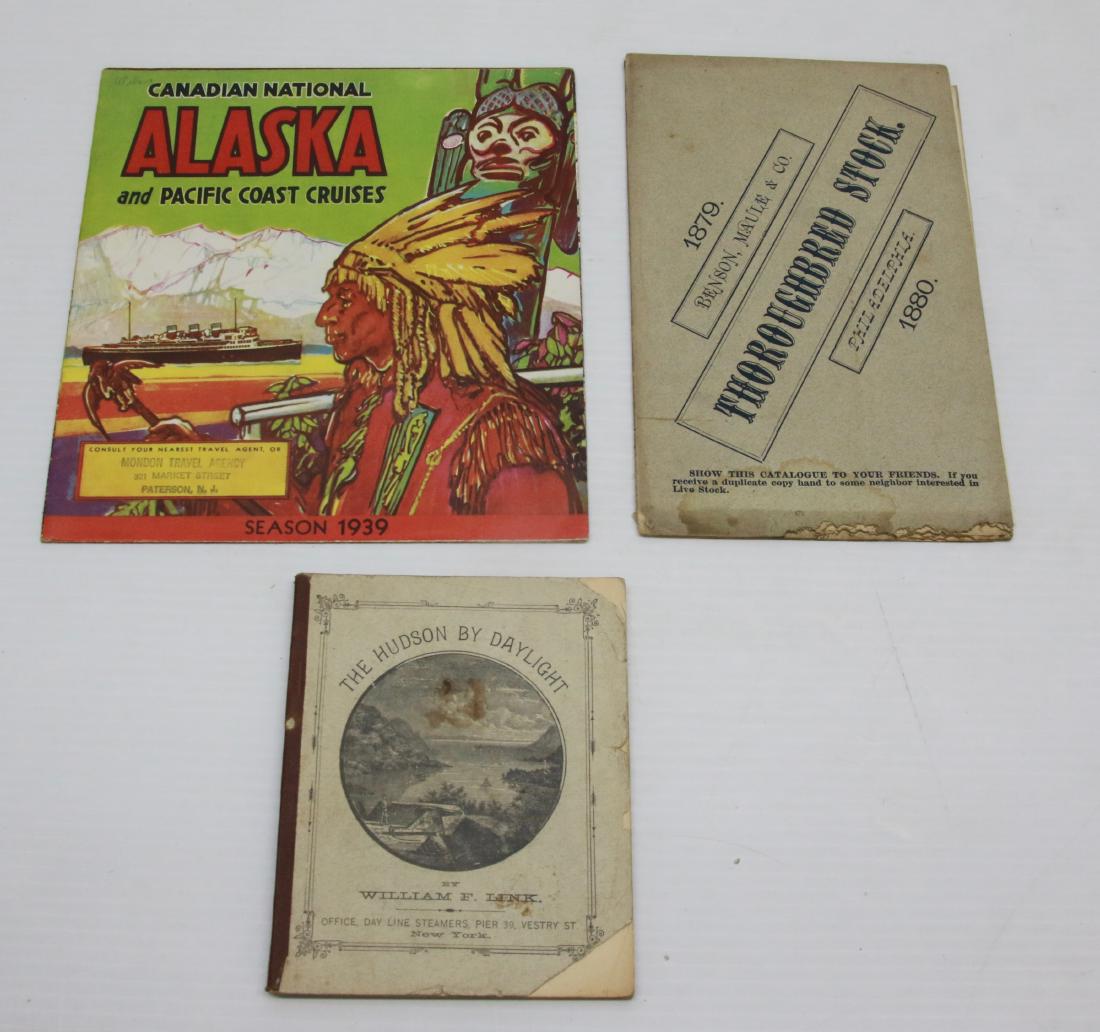 CANADIAN NATIONAL
ALASKA
and PACIFIC COAST CRUISES
CONSULT YOUR NEAREST TRAVEL AGENT, OR
MONDON TRAVEL AGENCY
321 MARKET STREET
PATERSON, N. J.
SEASON 1939
1879.
BENSON, MAULE & CO.
THOROUGHBRED STOCK.
PHILADELPHIA.
1880.
SHOW THIS CATALOGUE TO YOUR FRIENDS. If you
receive a duplicate copy hand to some neighbor interested in
Live Stock.
THE HUDSON BY DAYLIGHT
BY
WILLIAM F. LINK.
OFFICE, DAY LINE STEAMERS, PIER 39, VESTRY ST.
New York.